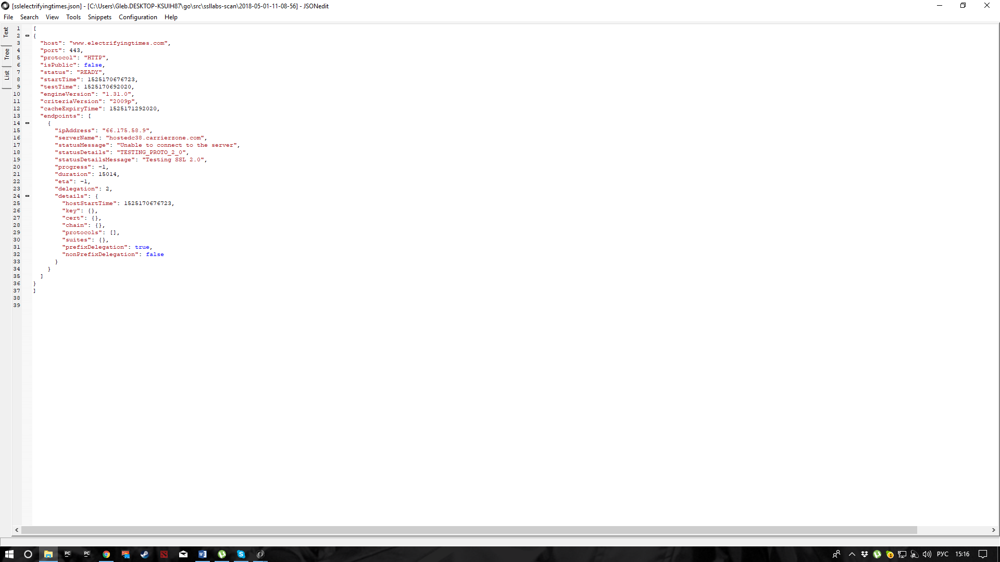 [sslelectrifyingtimes.json] - [C:\Users\Gleb.DESKTOP-KSUIH87\go\src\ssllabs-scan\2018-05-01-11-08-56] - JSONedit
File Search View Tools Snippets Configuration Help
Text
Tree
List
1 [
2 {
3 "host": "www.electrifyingtimes.com",
4 "port": 443,
5 "protocol": "HTTP",
6 "isPublic": false,
7 "status": "READY",
8 "startTime": 1525170676723,
9 "testTime": 1525170692020,
10 "engineVersion": "1.31.0",
11 "criteriaVersion": "2009p",
12 "cacheExpiryTime": 1525171292020,
13 "endpoints": [
14 {
15 "ipAddress": "66.175.58.9",
16 "serverName": "hostedc38.carrierzone.com",
17 "statusMessage": "Unable to connect to the server",
18 "statusDetails": "TESTING_PROTO_2_0",
19 "statusDetailsMessage": "Testing SSL 2.0",
20 "progress": -1,
21 "duration": 15014,
22 "eta": -1,
23 "delegation": 2,
24 "details": {
25 "hostStartTime": 1525170676723,
26 "key": {},
27 "cert": {},
28 "chain": {},
29 "protocols": [],
30 "suites": {},
31 "prefixDelegation": true,
32 "nonPrefixDelegation": false
33 }
34 }
35 ]
36 }
37 ]
38
39
PC PC 1 РУС 15:16